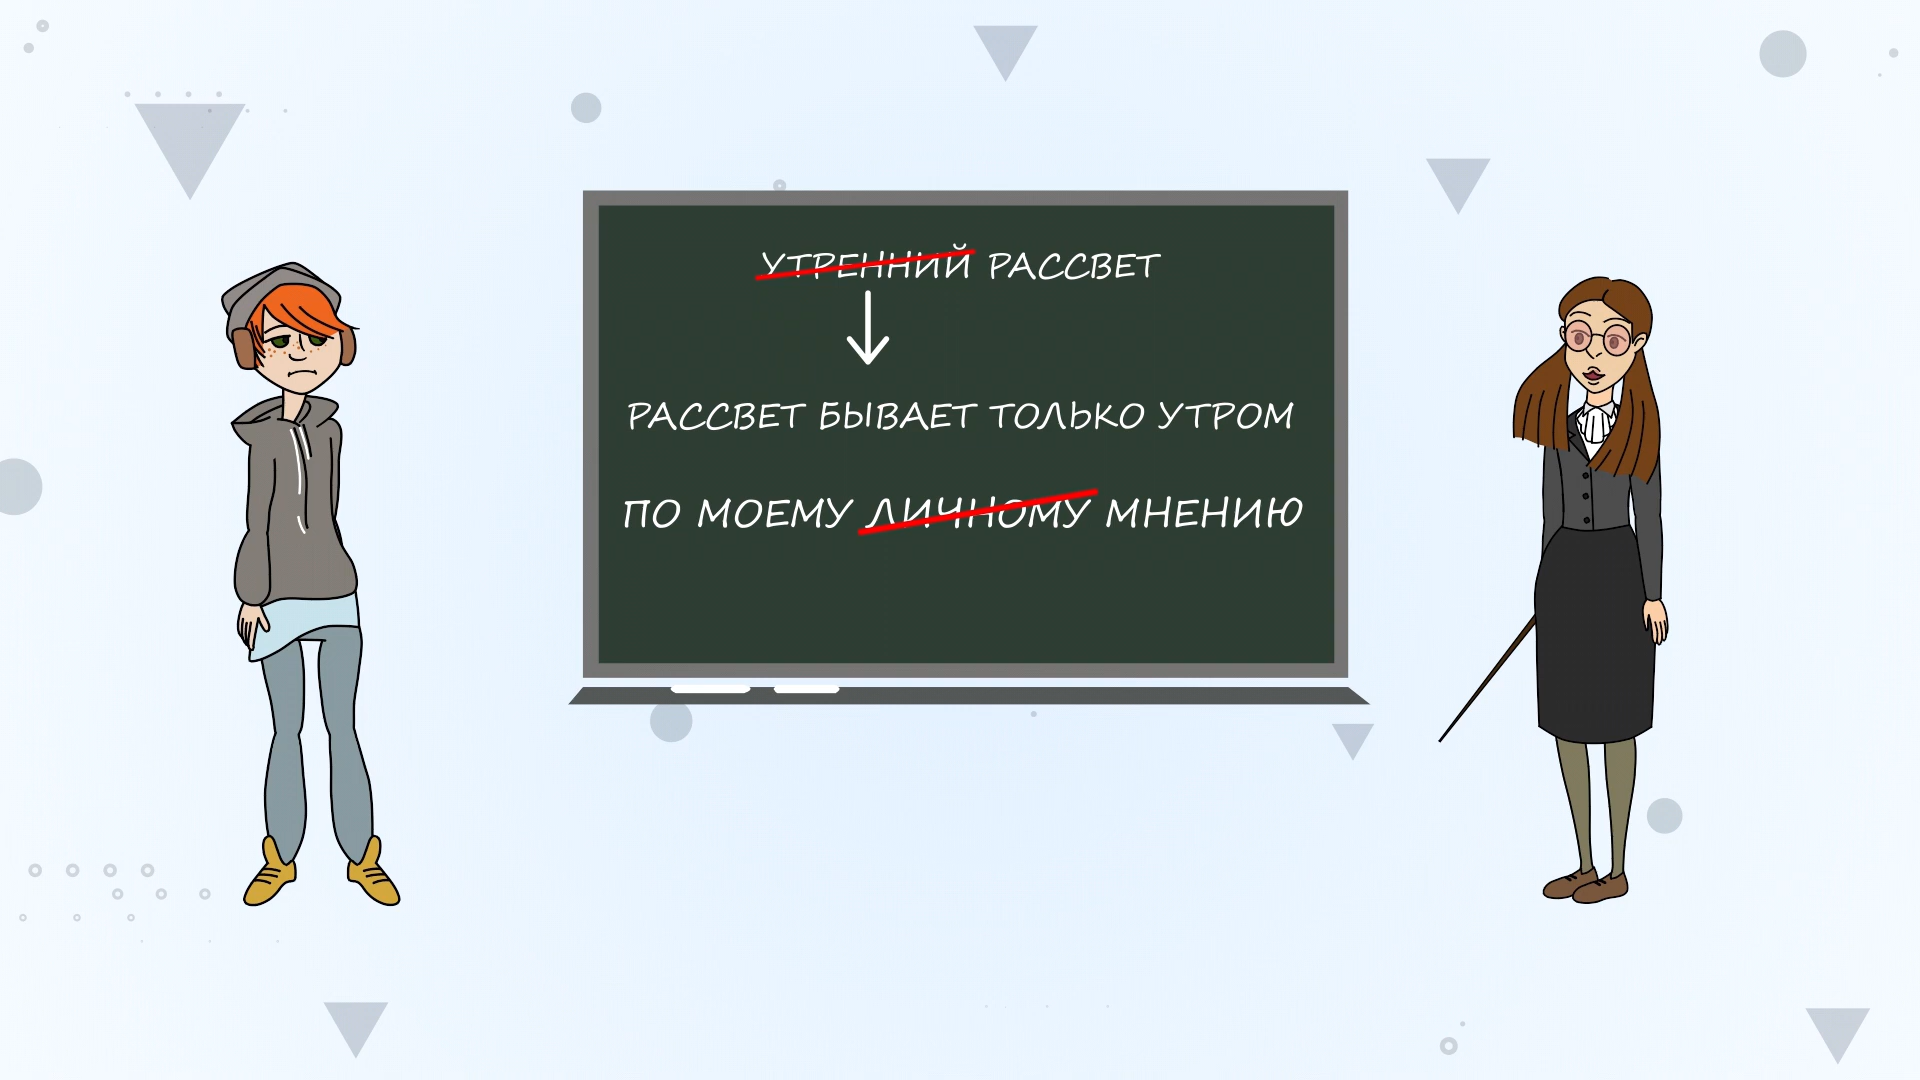 УТРЕННИЙ РАССВЕТ
РАССВЕТ БЫВАЕТ ТОЛЬКО УТРОМ
ПО МОЕМУ ЛИЧНОМУ МНЕНИЮ